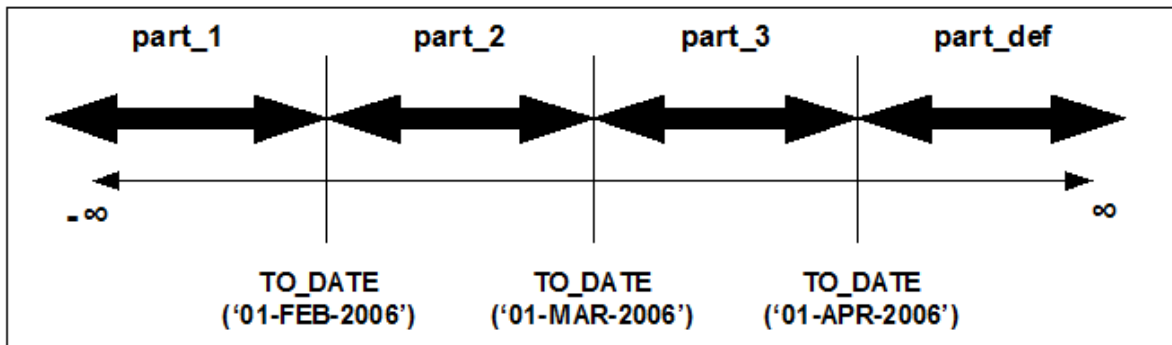 part_1 part_2 part_3 part_def
-∞ ∞
TO_DATE TO_DATE TO_DATE
(‘01-FEB-2006’) (‘01-MAR-2006’) (‘01-APR-2006’)